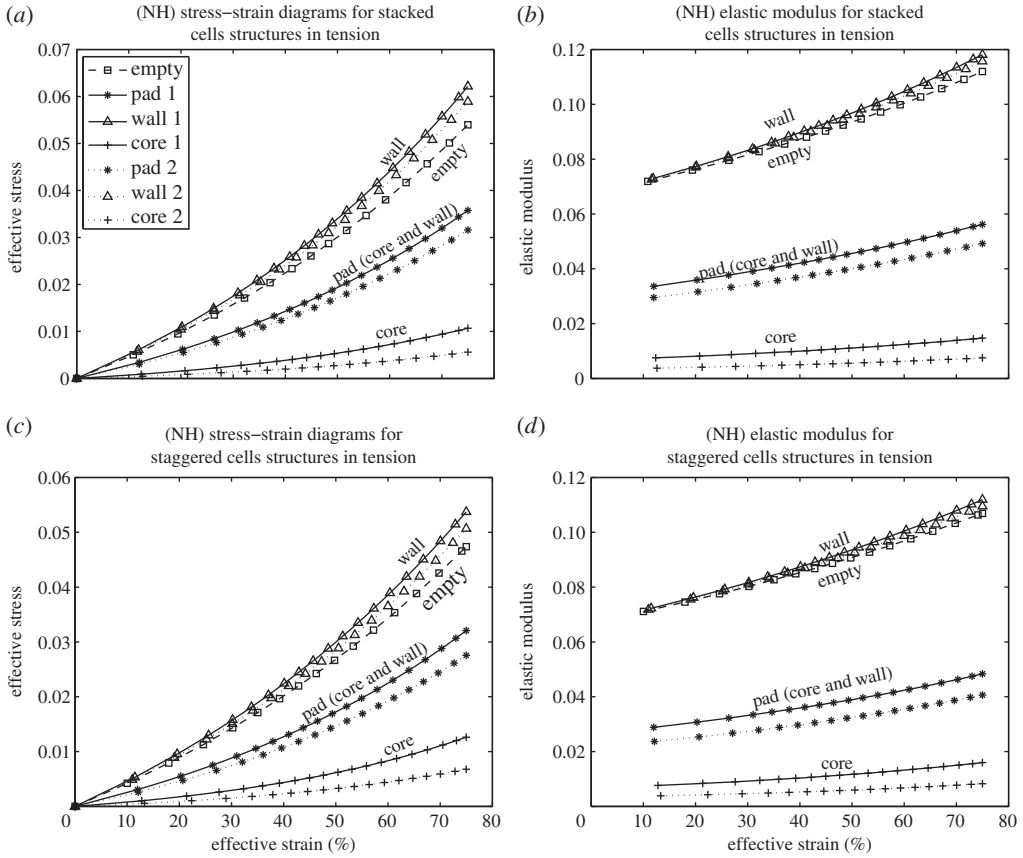 (a)
(NH) stress–strain diagrams for stacked
cells structures in tension
0.06
0.05
0.04
0.03
0.02
0.01
0
effective stress
empty
pad 1
wall 1
core 1
pad 2
wall 2
core 2
wall
empty
pad (core and wall)
core
(b)
(NH) elastic modulus for stacked
cells structures in tension
0.12
0.10
0.08
0.06
0.04
0.02
0
elastic modulus
wall
empty
pad (core and wall)
core
(c)
(NH) stress–strain diagrams for
staggered cells structures in tension
0.06
0.05
0.04
0.03
0.02
0.01
0 10 20 30 40 50 60 70 80
effective stress
effective strain (%)
wall
empty
pad (core and wall)
core
(d)
(NH) elastic modulus for
staggered cells structures in tension
0.12
0.10
0.08
0.06
0.04
0.02
0 10 20 30 40 50 60 70 80
elastic modulus
effective strain (%)
wall
empty
pad (core and wall)
core